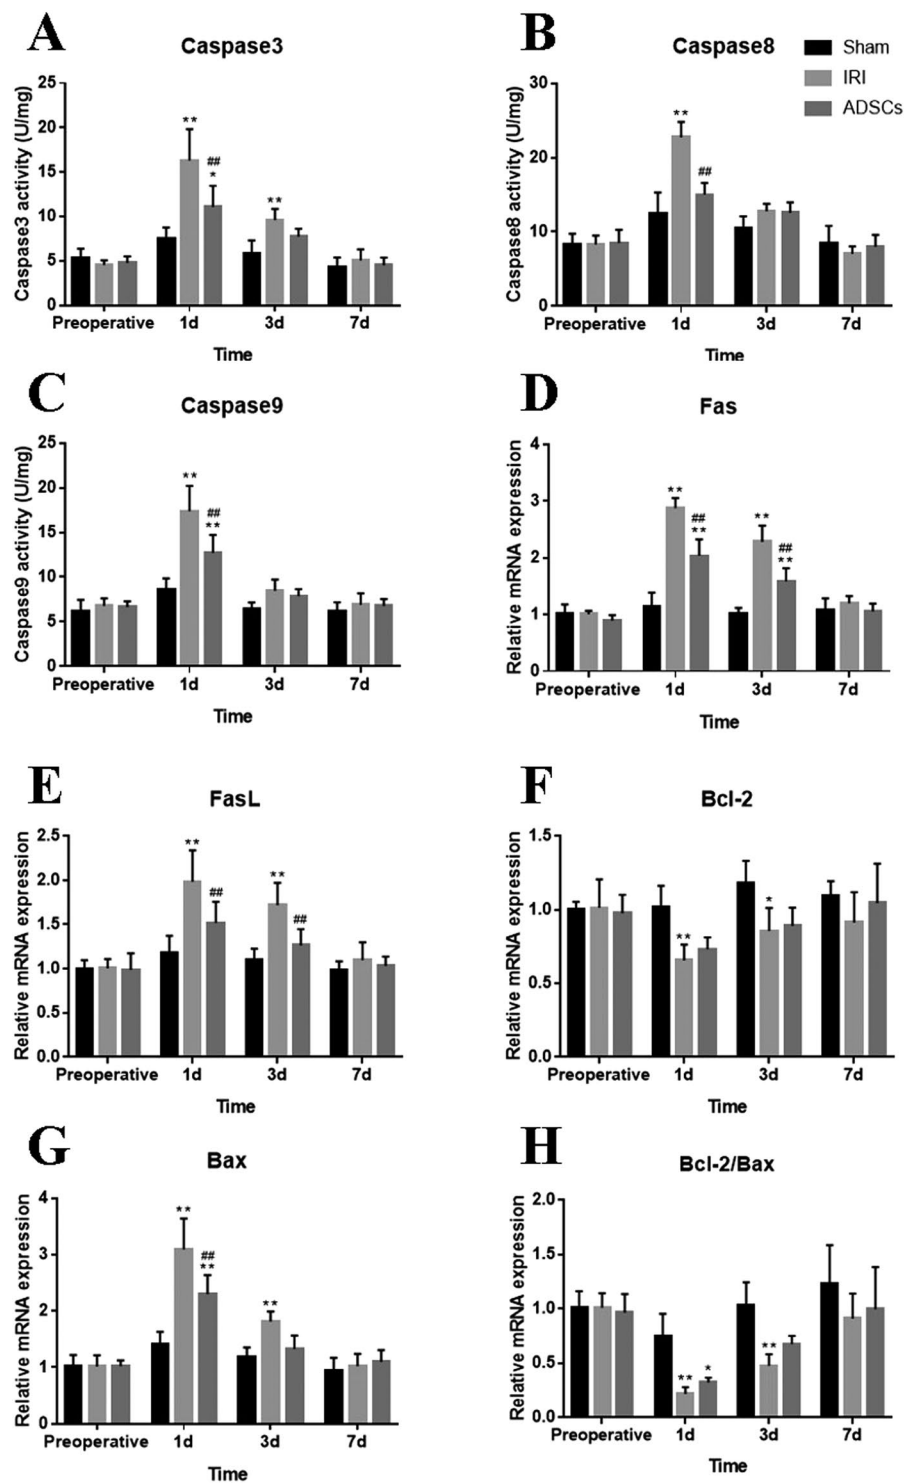 A
Caspase3
Caspase3 activity (U/mg)
25
20
15
10
5
0
**
##
*
**
Preoperative 1d 3d 7d
Time
B
Caspase8
Sham
IRI
ADSCs
Caspase8 activity (U/mg)
30
20
10
0
**
##
Preoperative 1d 3d 7d
Time
C
Caspase9
Caspase9 activity (U/mg)
25
20
15
10
5
0
**
##
**
Preoperative 1d 3d 7d
Time
D
Fas
Relative mRNA expression
4
3
2
1
0
**
##
**
**
##
**
Preoperative 1d 3d 7d
Time
E
FasL
Relative mRNA expression
2.5
2.0
1.5
1.0
0.5
0.0
**
##
**
##
Preoperative 1d 3d 7d
Time
F
Bcl-2
Relative mRNA expression
1.5
1.0
0.5
0.0
**
*
Preoperative 1d 3d 7d
Time
G
Bax
Relative mRNA expression
4
3
2
1
0
**
##
**
**
Preoperative 1d 3d 7d
Time
H
Bcl-2/Bax
Relative mRNA expression
2.0
1.5
1.0
0.5
0.0
**
*
**
Preoperative 1d 3d 7d
Time